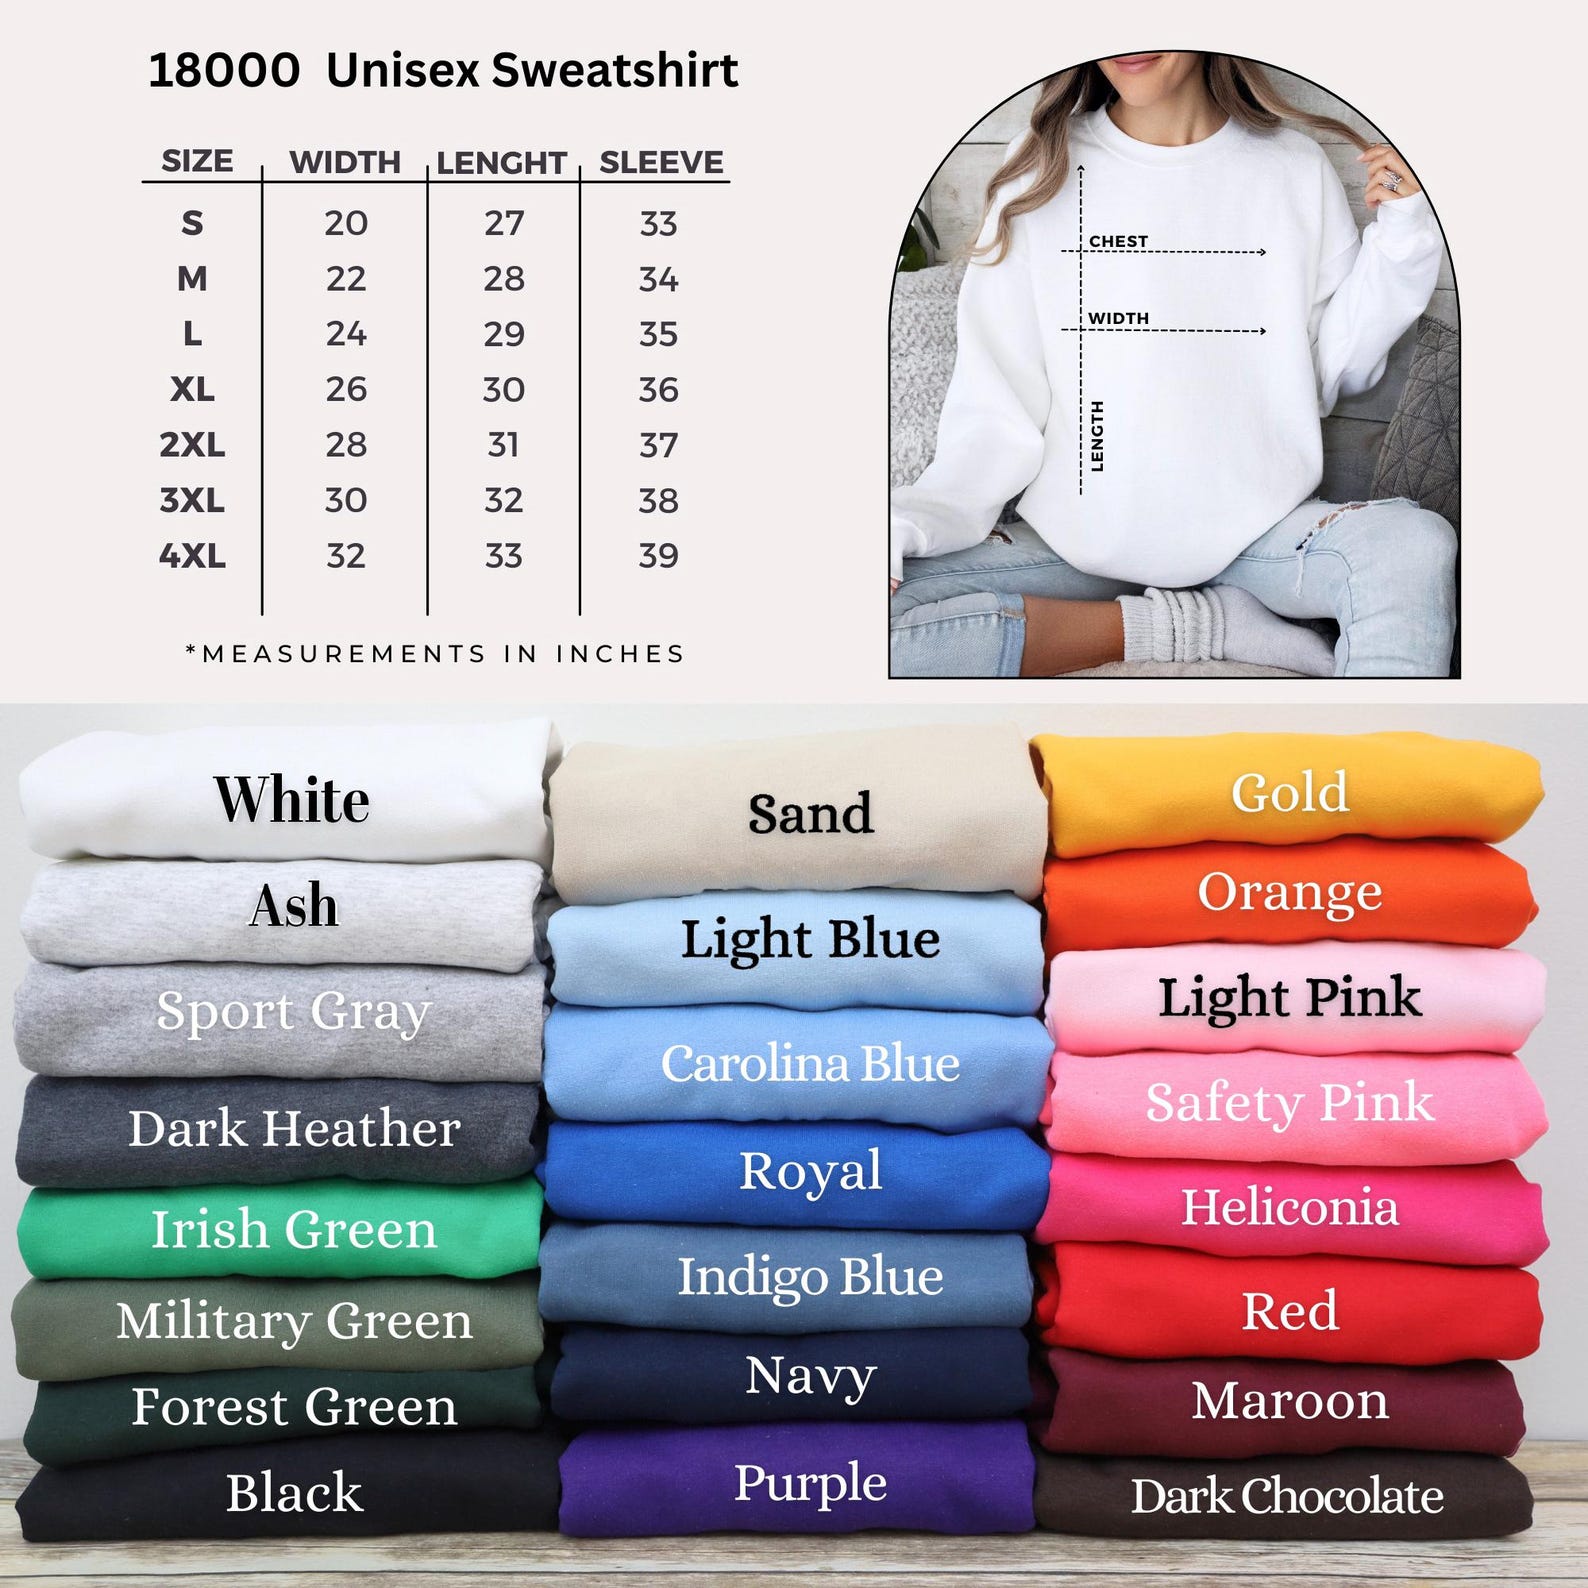 18000 Unisex Sweatshirt
SIZE WIDTH LENGHT SLEEVE
S 20 27 33
M 22 28 34
L 24 29 35
XL 26 30 36
2XL 28 31 37
3XL 30 32 38
4XL 32 33 39
*MEASUREMENTS IN INCHES
CHEST
WIDTH
LENGTH
White
Ash
Sport Gray
Dark Heather
Irish Green
Military Green
Forest Green
Black
Sand
Light Blue
Carolina Blue
Royal
Indigo Blue
Navy
Purple
Gold
Orange
Light Pink
Safety Pink
Heliconia
Red
Maroon
Dark Chocolate